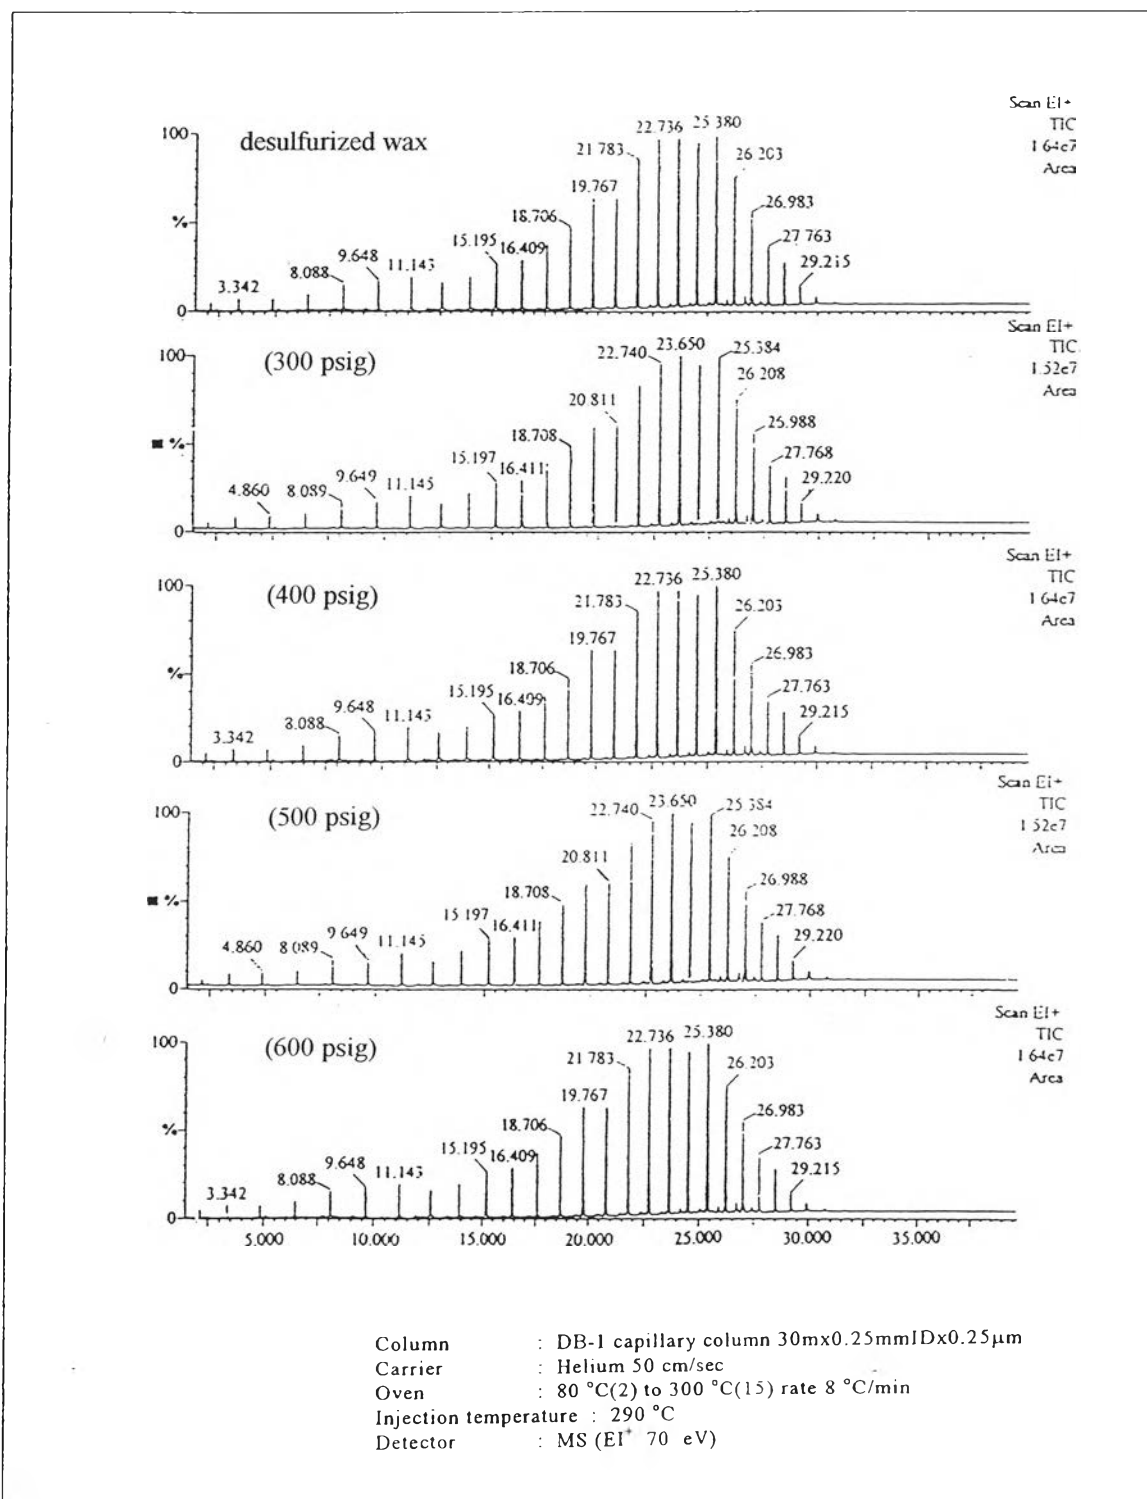 Scan EI+
TIC
1.64e7
Area
desulfurized wax
100
%
0
3.342
8.088
9.648
11.143
15.195
16.409
18.706
19.767
21.783
22.736
25.380
26.203
26.983
27.763
29.215
Scan EI+
TIC
1.52e7
Area
(300 psig)
100
%
0
4.860
8.089
9.649
11.145
15.197
16.411
18.708
20.811
22.740
23.650
25.384
26.208
26.988
27.768
29.220
Scan EI+
TIC
1.64e7
Area
(400 psig)
100
%
0
3.342
8.088
9.648
11.143
15.195
16.409
18.706
19.767
21.783
22.736
25.380
26.203
26.983
27.763
29.215
Scan EI+
TIC
1.52e7
Area
(500 psig)
100
%
0
4.860
8.089
9.649
11.145
15.197
16.411
18.708
20.811
22.740
23.650
25.384
26.208
26.988
27.768
29.220
Scan EI+
TIC
1.64e7
Area
(600 psig)
100
%
0
3.342
8.088
9.648
11.143
15.195
16.409
18.706
19.767
21.783
22.736
25.380
26.203
26.983
27.763
29.215
5.000 10.000 15.000 20.000 25.000 30.000 35.000
Column : DB-1 capillary column 30mx0.25mmIDx0.25μm
Carrier : Helium 50 cm/sec
Oven : 80 °C(2) to 300 °C(15) rate 8 °C/min
Injection temperature : 290 °C
Detector : MS (EI⁺ 70 eV)